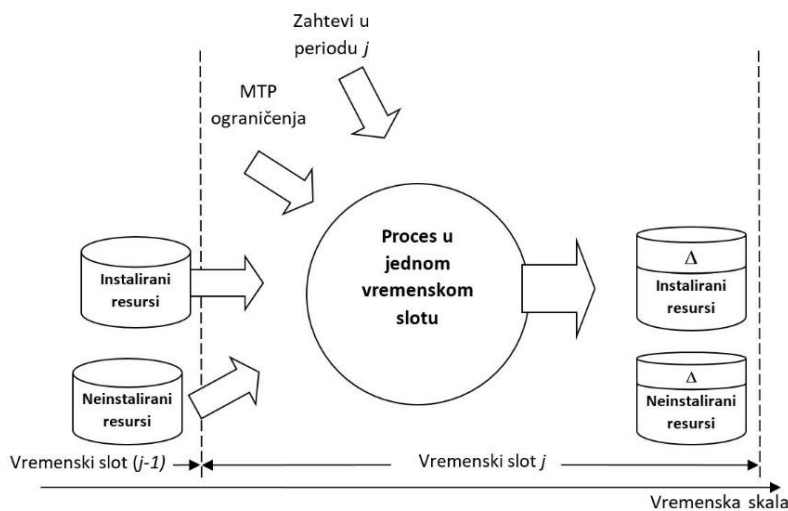 Zahtevi u
periodu j
MTP
ograničenja
Proces u
jednom
vremenskom
slotu
Instalirani
resursi
Neinstalirani
resursi
Δ
Instalirani
resursi
Δ
Neinstalirani
resursi
Vremenski slot (j-1)
Vremenski slot j
Vremenska skala